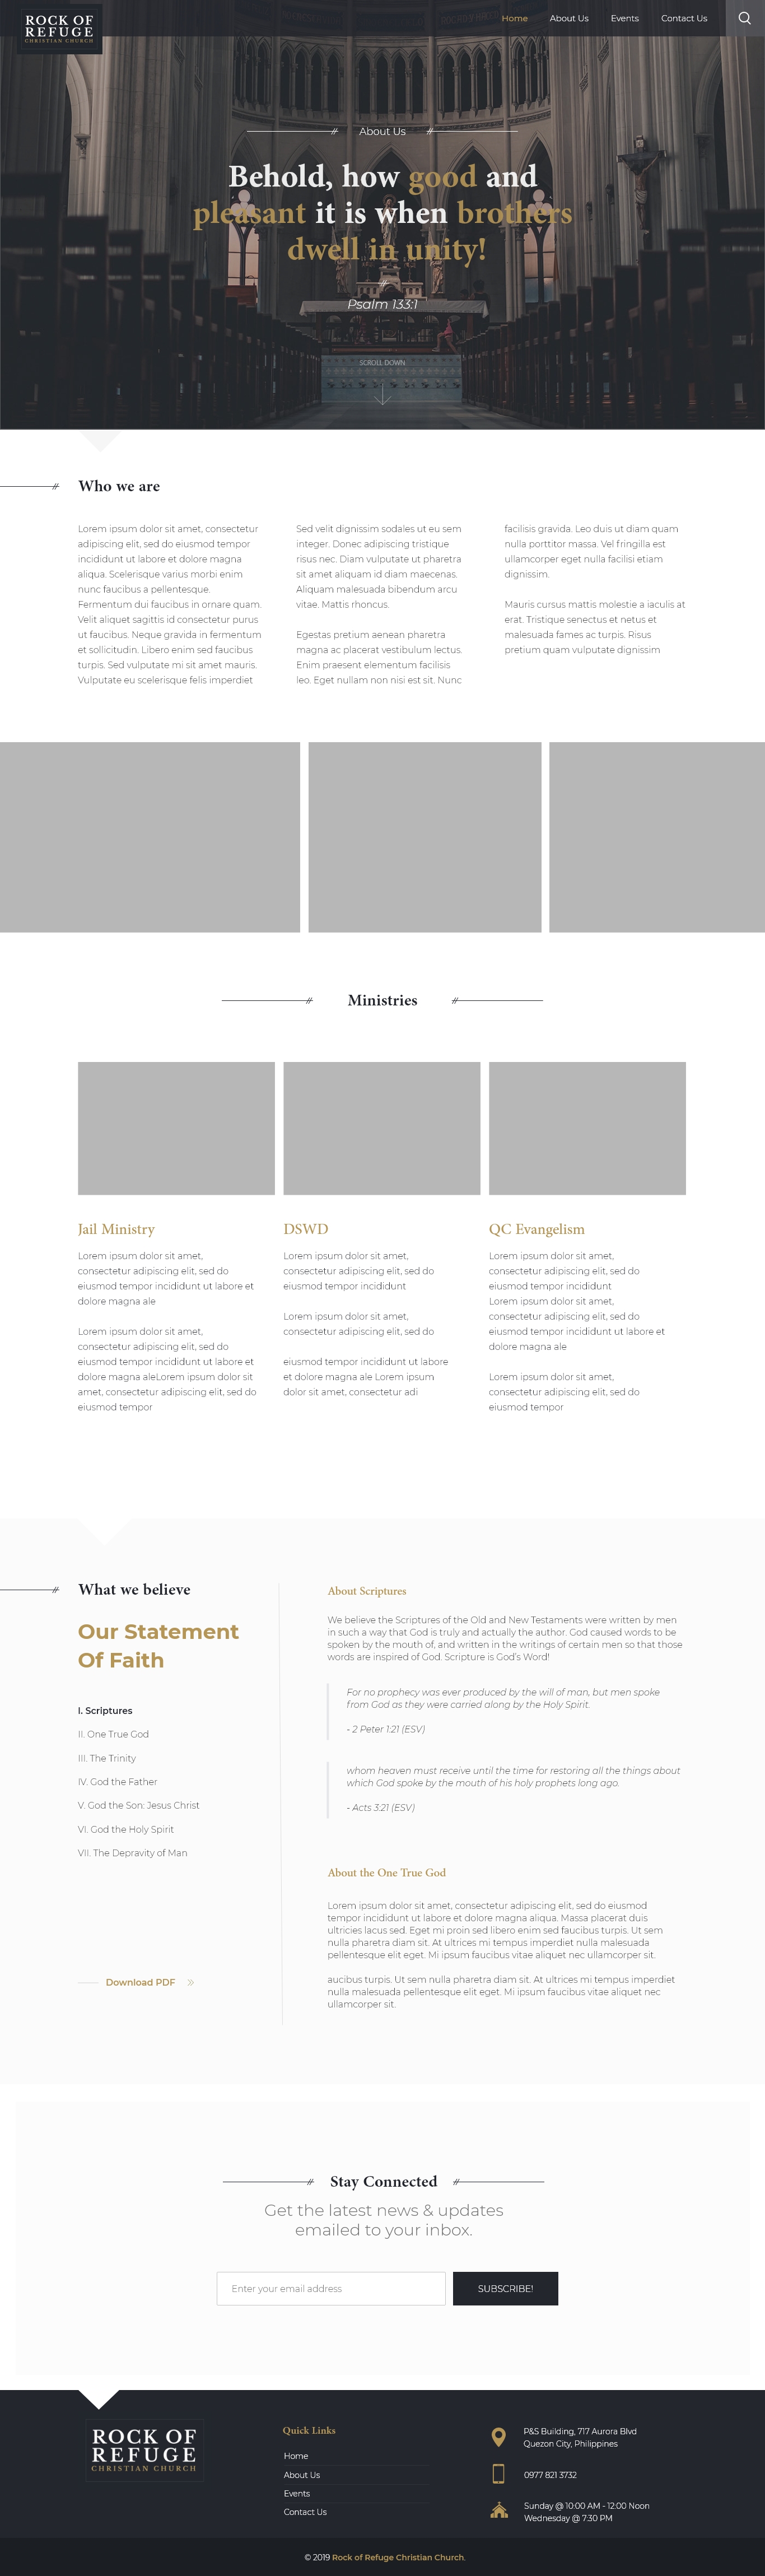 ROCK OF
REFUGE
CHRISTIAN CHURCH
Home
About Us
Events
Contact Us
About Us
Behold, how good and
pleasant it is when brothers
dwell in unity!
Psalm 133:1
SCROLL DOWN
Who we are
Lorem ipsum dolor sit amet, consectetur
adipiscing elit, sed do eiusmod tempor
incididunt ut labore et dolore magna
aliqua. Scelerisque varius morbi enim
nunc faucibus a pellentesque.
Fermentum dui faucibus in ornare quam.
Velit aliquet sagittis id consectetur purus
ut faucibus. Neque gravida in fermentum
et sollicitudin. Libero enim sed faucibus
turpis. Sed vulputate mi sit amet mauris.
Vulputate eu scelerisque felis imperdiet
Sed velit dignissim sodales ut eu sem
integer. Donec adipiscing tristique
risus nec. Diam vulputate ut pharetra
sit amet aliquam id diam maecenas.
Aliquam malesuada bibendum arcu
vitae. Mattis rhoncus.
Egestas pretium aenean pharetra
magna ac placerat vestibulum lectus.
Enim praesent elementum facilisis
leo. Eget nullam non nisi est sit. Nunc
facilisis gravida. Leo duis ut diam quam
nulla porttitor massa. Vel fringilla est
ullamcorper eget nulla facilisi etiam
dignissim.
Mauris cursus mattis molestie a iaculis at
erat. Tristique senectus et netus et
malesuada fames ac turpis. Risus
pretium quam vulputate dignissim
Ministries
Jail Ministry
Lorem ipsum dolor sit amet,
consectetur adipiscing elit, sed do
eiusmod tempor incididunt ut labore et
dolore magna ale
Lorem ipsum dolor sit amet,
consectetur adipiscing elit, sed do
eiusmod tempor incididunt ut labore et
dolore magna aleLorem ipsum dolor sit
amet, consectetur adipiscing elit, sed do
eiusmod tempor
DSWD
Lorem ipsum dolor sit amet,
consectetur adipiscing elit, sed do
eiusmod tempor incididunt
Lorem ipsum dolor sit amet,
consectetur adipiscing elit, sed do
eiusmod tempor incididunt ut labore
et dolore magna ale Lorem ipsum
dolor sit amet, consectetur adi
QC Evangelism
Lorem ipsum dolor sit amet,
consectetur adipiscing elit, sed do
eiusmod tempor incididunt
Lorem ipsum dolor sit amet,
consectetur adipiscing elit, sed do
eiusmod tempor incididunt ut labore et
dolore magna ale
Lorem ipsum dolor sit amet,
consectetur adipiscing elit, sed do
eiusmod tempor
What we believe
Our Statement
Of Faith
I. Scriptures
II. One True God
III. The Trinity
IV. God the Father
V. God the Son: Jesus Christ
VI. God the Holy Spirit
VII. The Depravity of Man
Download PDF
About Scriptures
We believe the Scriptures of the Old and New Testaments were written by men
in such a way that God is truly and actually the author. God caused words to be
spoken by the mouth of, and written in the writings of certain men so that those
words are inspired of God. Scripture is God's Word!
For no prophecy was ever produced by the will of man, but men spoke
from God as they were carried along by the Holy Spirit.
- 2 Peter 1:21 (ESV)
whom heaven must receive until the time for restoring all the things about
which God spoke by the mouth of his holy prophets long ago.
- Acts 3:21 (ESV)
About the One True God
Lorem ipsum dolor sit amet, consectetur adipiscing elit, sed do eiusmod
tempor incididunt ut labore et dolore magna aliqua. Massa placerat duis
ultricies lacus sed. Eget mi proin sed libero enim sed faucibus turpis. Ut sem
nulla pharetra diam sit. At ultrices mi tempus imperdiet nulla malesuada
pellentesque elit eget. Mi ipsum faucibus vitae aliquet nec ullamcorper sit.
aucibus turpis. Ut sem nulla pharetra diam sit. At ultrices mi tempus imperdiet
nulla malesuada pellentesque elit eget. Mi ipsum faucibus vitae aliquet nec
ullamcorper sit.
Stay Connected
Get the latest news & updates
emailed to your inbox.
Enter your email address
SUBSCRIBE!
ROCK OF
REFUGE
CHRISTIAN CHURCH
Quick Links
Home
About Us
Events
Contact Us
P&S Building, 717 Aurora Blvd
Quezon City, Philippines
0977 821 3732
Sunday @ 10:00 AM - 12:00 Noon
Wednesday @ 7:30 PM
© 2019 Rock of Refuge Christian Church.